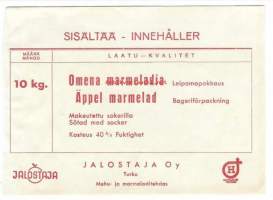 SISÄLTÄÄ - INNEHÅLLER
MÄÄRÄ
MÄNGD
LAATU - KVALITET
10 kg.
Omena marmeladia Leipomopakkaus
Äppel marmelad Bageriförpackning
Makeutettu sokerilla
Sötad med socker
Kosteus 40 % Fuktighet
JALOSTAJA
JALOSTAJA Oy
Turku
Mehu- ja marmelaatitehdas